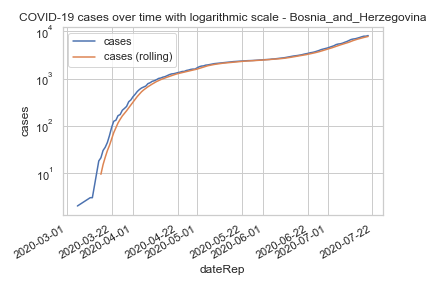 COVID-19 cases over time with logarithmic scale - Bosnia_and_Herzegovina
10⁴
cases
cases (rolling)
10³
cases
10²
10¹
2020-03-01
2020-03-22
2020-04-01
2020-04-22
2020-05-01
2020-05-22
2020-06-01
2020-06-22
2020-07-01
2020-07-22
dateRep